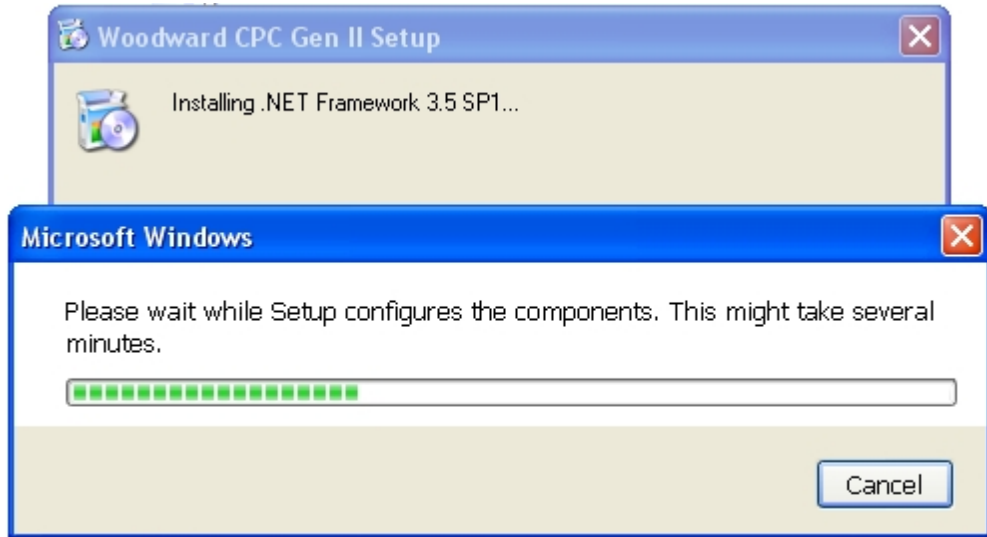 Woodward CPC Gen II Setup
Installing .NET Framework 3.5 SP1...
Microsoft Windows
Please wait while Setup configures the components. This might take several
minutes.
Cancel